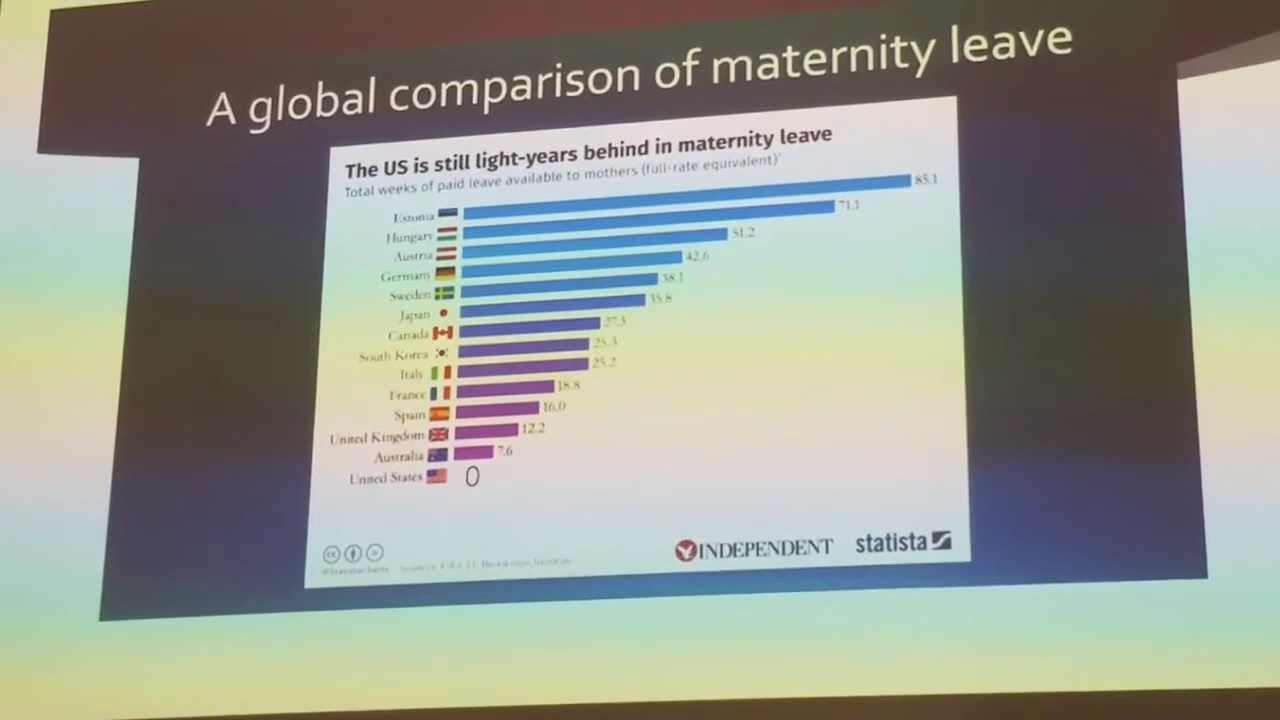 A global comparison of maternity leave
The US is still light-years behind in maternity leave
Total weeks of paid leave available to mothers (full-rate equivalent)*
Estonia 85.1
Hungary 71.1
Austria 51.2
Germany 42.6
Sweden 38.1
Japan 35.8
Canada 27.3
South Korea 25.3
Italy 25.2
France 18.8
Spain 16.0
United Kingdom 12.2
Australia 7.6
United States 0
INDEPENDENT statista